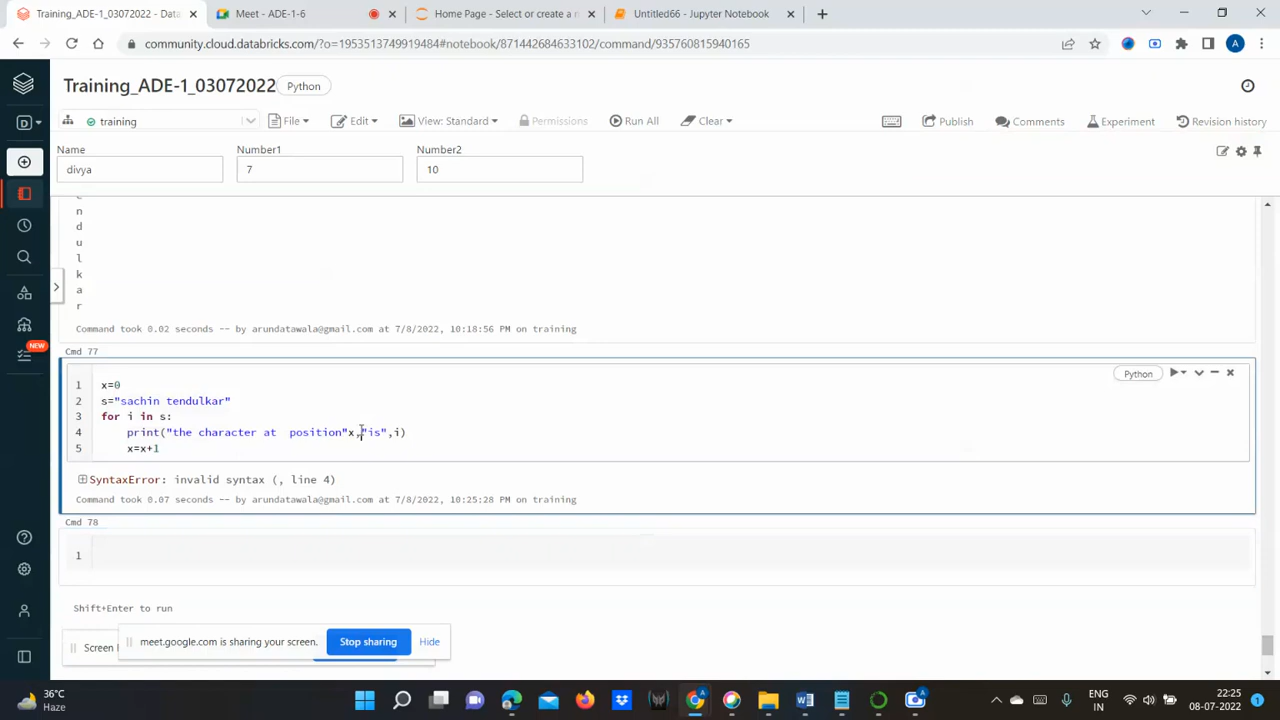 Training_ADE-1_03072022 - Data
Meet - ADE-1-6
Home Page - Select or create a n
Untitled66 - Jupyter Notebook
community.cloud.databricks.com/?o=1953513749919484#notebook/871442684633102/command/935760815940165
A
Training_ADE-1_03072022 Python
D
training File Edit View: Standard Permissions Run All Clear Publish Comments Experiment Revision history
Name Number1 Number2
divya 7 10
n
d
u
l
k
a
r
Command took 0.02 seconds -- by arundatawala@gmail.com at 7/8/2022, 10:18:56 PM on training
NEW
Cmd 77
Python
1 x=0
2 s="sachin tendulkar"
3 for i in s:
4 print("the character at  position"x,"is",i)
5 x=x+1
SyntaxError: invalid syntax (, line 4)
Command took 0.07 seconds -- by arundatawala@gmail.com at 7/8/2022, 10:25:28 PM on training
Cmd 78
1
Shift+Enter to run
Screen
meet.google.com is sharing your screen. Stop sharing Hide
36°C
Haze
ENG
IN
22:25
08-07-2022
1